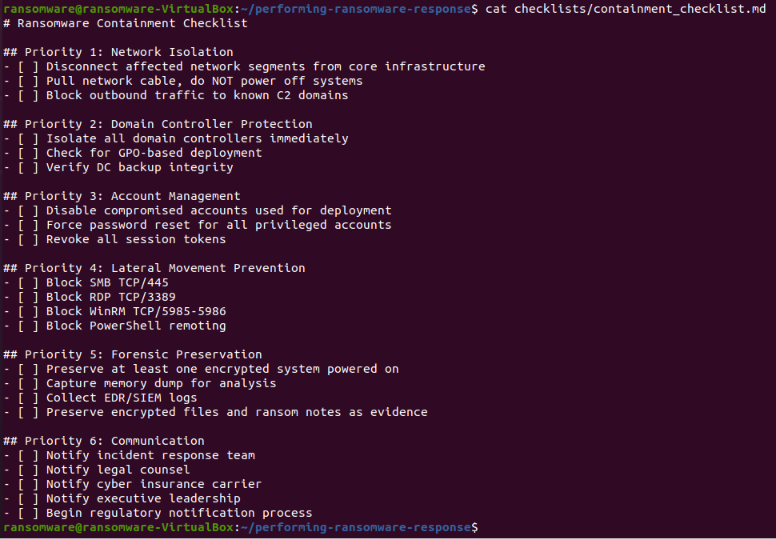 ransomware@ransomware-VirtualBox:~/performing-ransomware-response$ cat checklists/containment_checklist.md
# Ransomware Containment Checklist
## Priority 1: Network Isolation
- [ ] Disconnect affected network segments from core infrastructure
- [ ] Pull network cable, do NOT power off systems
- [ ] Block outbound traffic to known C2 domains
## Priority 2: Domain Controller Protection
- [ ] Isolate all domain controllers immediately
- [ ] Check for GPO-based deployment
- [ ] Verify DC backup integrity
## Priority 3: Account Management
- [ ] Disable compromised accounts used for deployment
- [ ] Force password reset for all privileged accounts
- [ ] Revoke all session tokens
## Priority 4: Lateral Movement Prevention
- [ ] Block SMB TCP/445
- [ ] Block RDP TCP/3389
- [ ] Block WinRM TCP/5985-5986
- [ ] Block PowerShell remoting
## Priority 5: Forensic Preservation
- [ ] Preserve at least one encrypted system powered on
- [ ] Capture memory dump for analysis
- [ ] Collect EDR/SIEM logs
- [ ] Preserve encrypted files and ransom notes as evidence
## Priority 6: Communication
- [ ] Notify incident response team
- [ ] Notify legal counsel
- [ ] Notify cyber insurance carrier
- [ ] Notify executive leadership
- [ ] Begin regulatory notification process
ransomware@ransomware-VirtualBox:~/performing-ransomware-response$